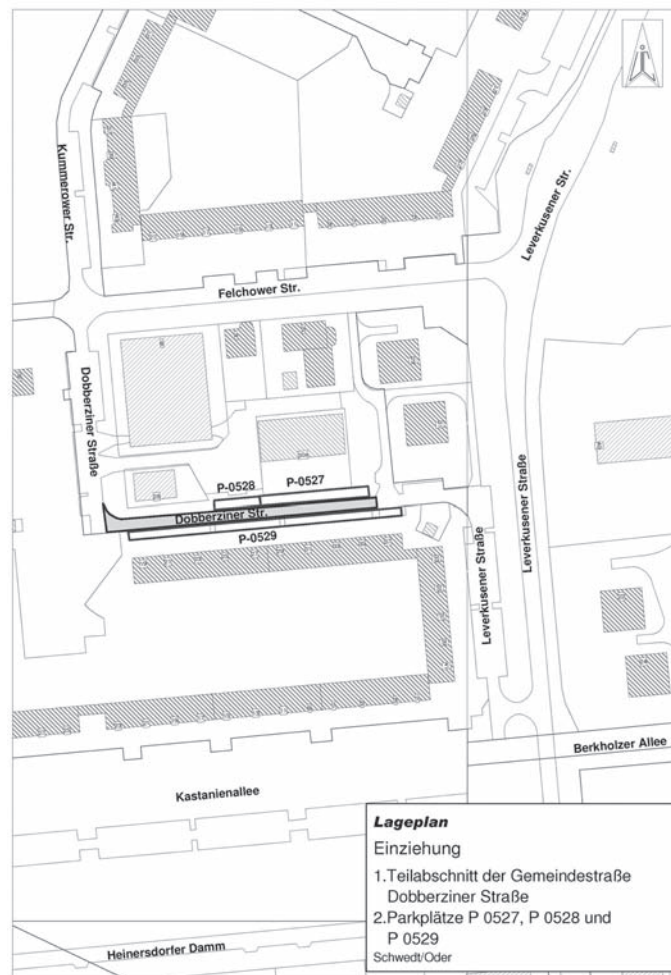 Kummerower Str.
Leverkusener Str.
Felchower Str.
Dobberziner Straße
P-0528
P-0527
Dobberziner Str.
P-0529
Leverkusener Straße
Leverkusener Straße
Berkholzer Allee
Kastanienallee
Heinersdorfer Damm
Lageplan
Einziehung
1.Teilabschnitt der Gemeindestraße
Dobberziner Straße
2.Parkplätze P 0527, P 0528 und
P 0529
Schwedt/Oder